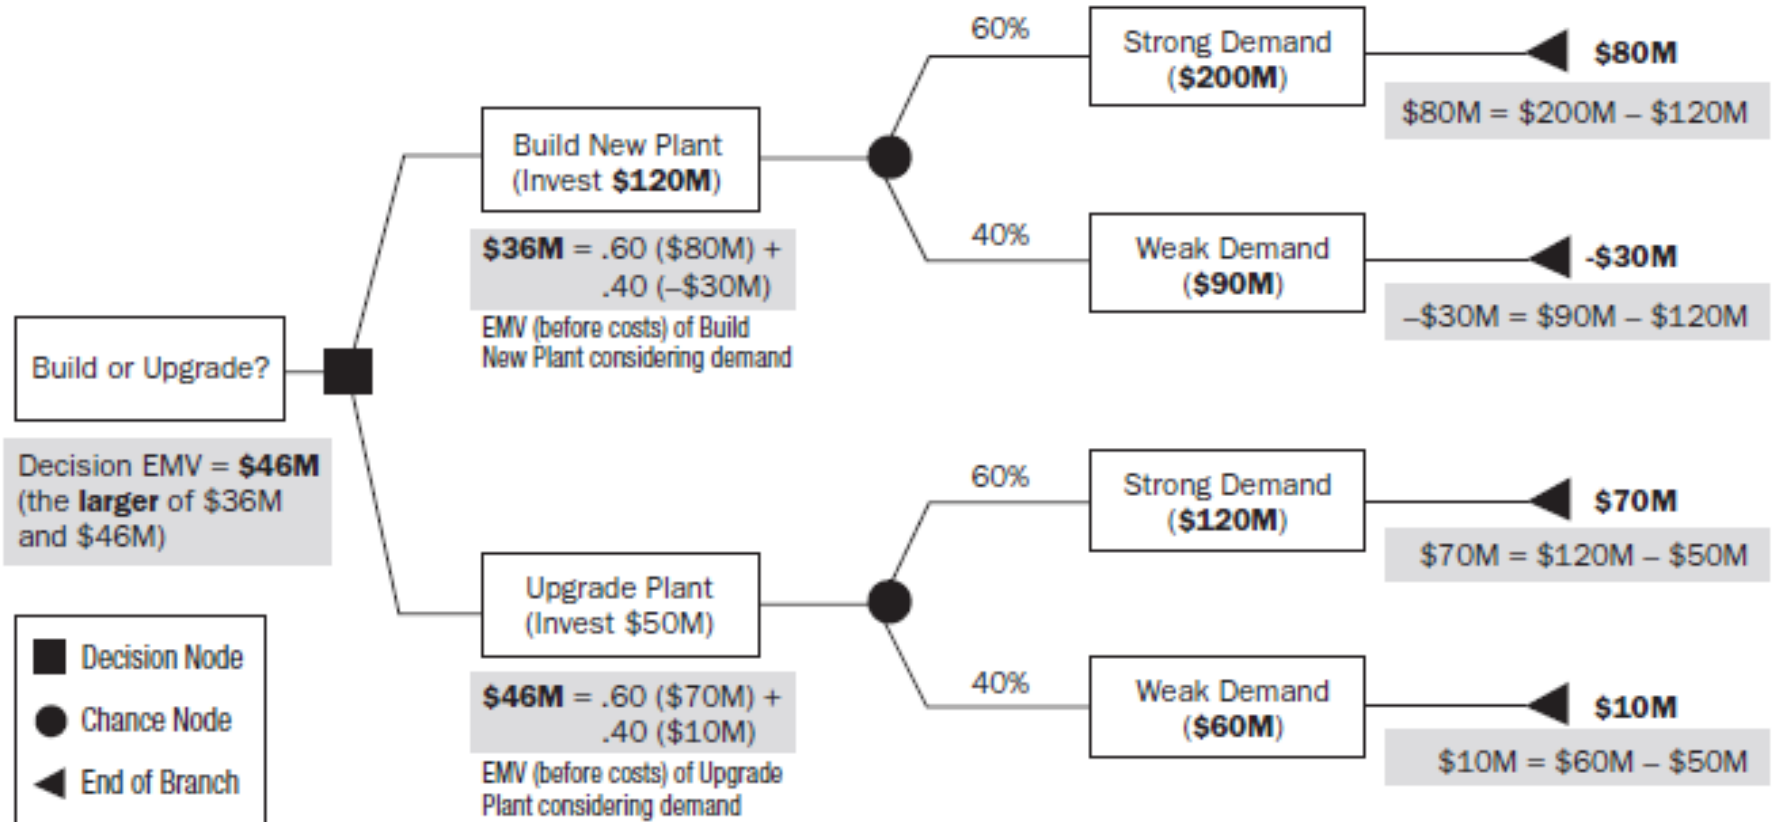 Build or Upgrade?
Decision EMV = $46M
(the larger of $36M
and $46M)
Decision Node
Chance Node
End of Branch
Build New Plant
(Invest $120M)
$36M = .60 ($80M) +
.40 (–$30M)
EMV (before costs) of Build
New Plant considering demand
Upgrade Plant
(Invest $50M)
$46M = .60 ($70M) +
.40 ($10M)
EMV (before costs) of Upgrade
Plant considering demand
60%
Strong Demand
($200M)
$80M
$80M = $200M – $120M
40%
Weak Demand
($90M)
-$30M
–$30M = $90M – $120M
60%
Strong Demand
($120M)
$70M
$70M = $120M – $50M
40%
Weak Demand
($60M)
$10M
$10M = $60M – $50M